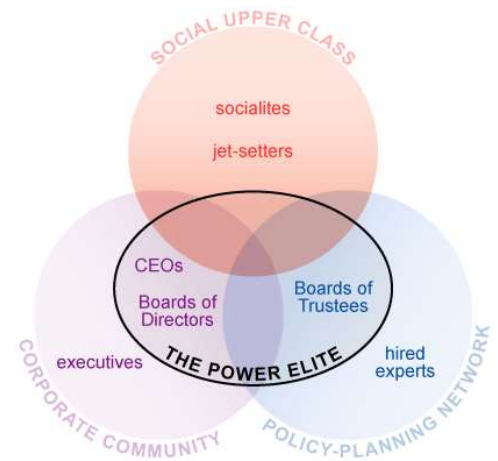 SOCIAL UPPER CLASS
socialites
jet-setters
CEOs
Boards of
Directors
Boards of
Trustees
executives
THE POWER ELITE
hired
experts
CORPORATE COMMUNITY
POLICY-PLANNING NETWORK